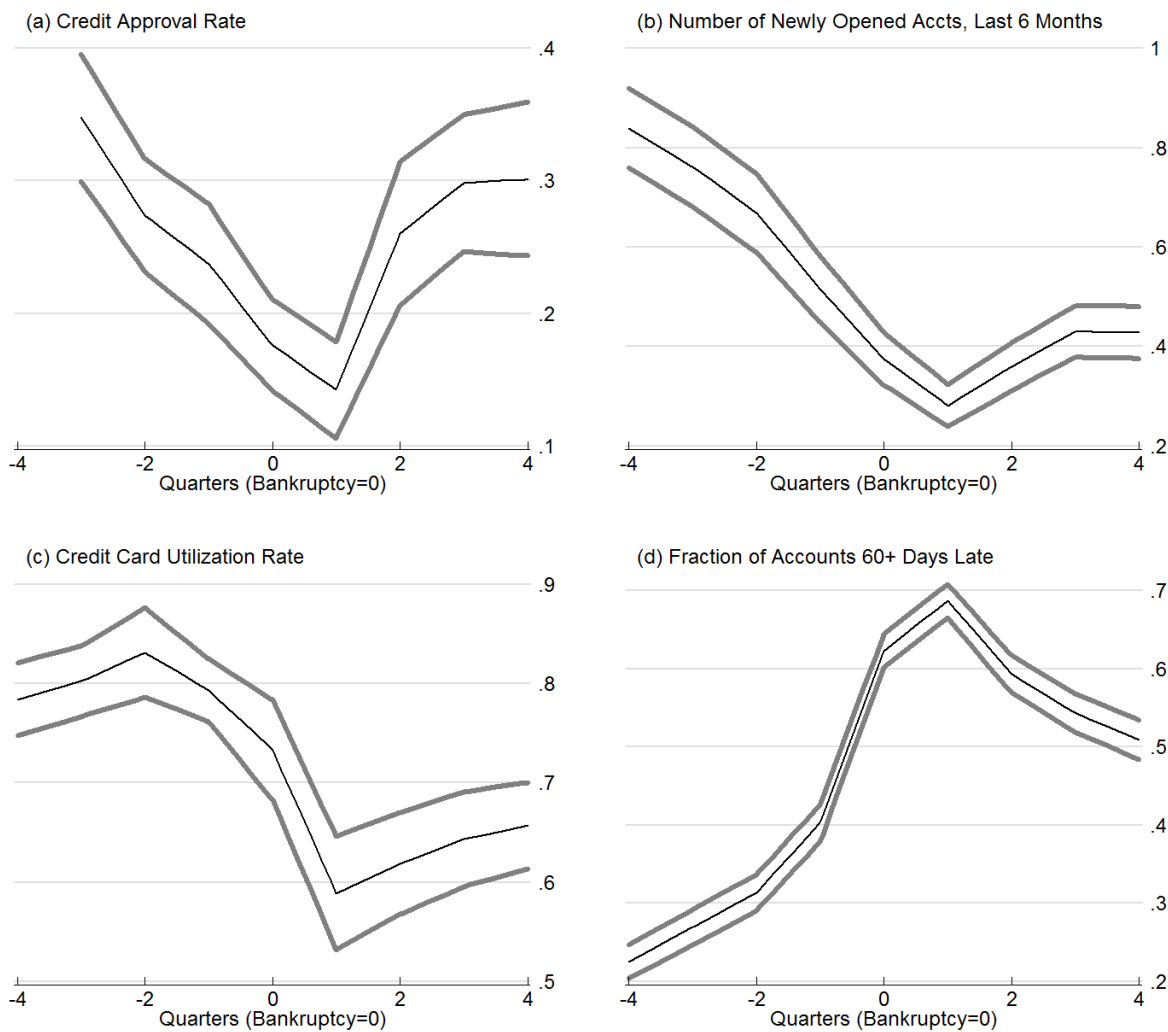 (a) Credit Approval Rate
.4
.3
.2
.1
-4 -2 0 2 4
Quarters (Bankruptcy=0)
(b) Number of Newly Opened Accts, Last 6 Months
1
.8
.6
.4
.2
-4 -2 0 2 4
Quarters (Bankruptcy=0)
(c) Credit Card Utilization Rate
.9
.8
.7
.6
.5
-4 -2 0 2 4
Quarters (Bankruptcy=0)
(d) Fraction of Accounts 60+ Days Late
.7
.6
.5
.4
.3
.2
-4 -2 0 2 4
Quarters (Bankruptcy=0)